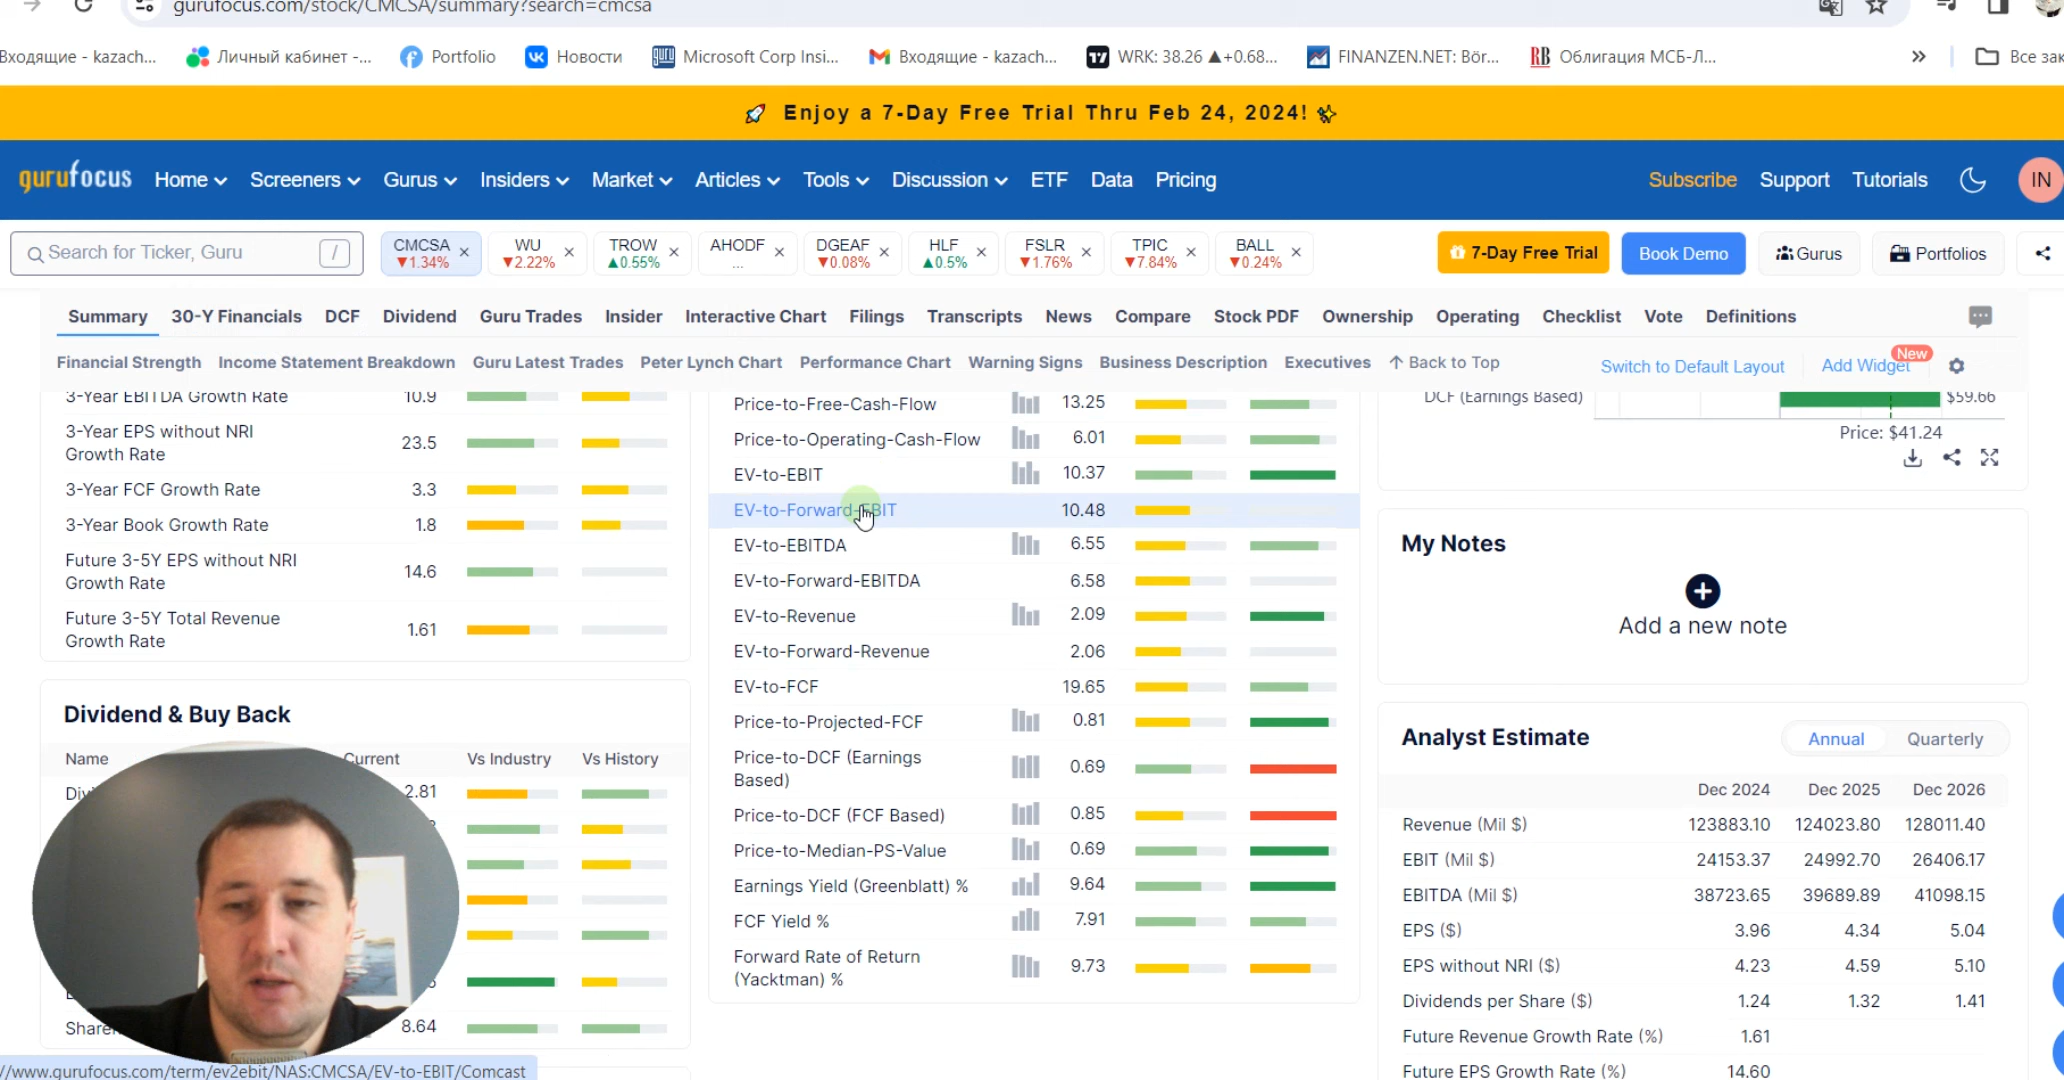 gurufocus.com/stock/CMCSA/summary?search=cmcsa
Входящие - kazach...
Личный кабинет -...
Portfolio
Новости
Microsoft Corp Insi...
Входящие - kazach...
WRK: 38.26 ▲+0.68...
FINANZEN.NET: Bör...
Облигация МСБ-Л...
»
Все зак
Enjoy a 7-Day Free Trial Thru Feb 24, 2024!
gurufocus
Home
Screeners
Gurus
Insiders
Market
Articles
Tools
Discussion
ETF
Data
Pricing
Subscribe
Support
Tutorials
IN
Search for Ticker, Guru
/
CMCSA ×
▼1.34%
WU ×
▼2.22%
TROW ×
▲0.55%
AHODF ×
...
DGEAF ×
▼0.08%
HLF ×
▲0.5%
FSLR ×
▼1.76%
TPIC ×
▼7.84%
BALL ×
▼0.24%
7-Day Free Trial
Book Demo
Gurus
Portfolios
Summary
30-Y Financials
DCF
Dividend
Guru Trades
Insider
Interactive Chart
Filings
Transcripts
News
Compare
Stock PDF
Ownership
Operating
Checklist
Vote
Definitions
Financial Strength
Income Statement Breakdown
Guru Latest Trades
Peter Lynch Chart
Performance Chart
Warning Signs
Business Description
Executives
↑ Back to Top
Switch to Default Layout
Add Widget
New
3-Year EBITDA Growth Rate 10.9
3-Year EPS without NRI
Growth Rate 23.5
3-Year FCF Growth Rate 3.3
3-Year Book Growth Rate 1.8
Future 3-5Y EPS without NRI
Growth Rate 14.6
Future 3-5Y Total Revenue
Growth Rate 1.61
Dividend & Buy Back
Name Current Vs Industry Vs History
2.81
8.64
Price-to-Free-Cash-Flow 13.25
Price-to-Operating-Cash-Flow 6.01
EV-to-EBIT 10.37
EV-to-Forward-EBIT 10.48
EV-to-EBITDA 6.55
EV-to-Forward-EBITDA 6.58
EV-to-Revenue 2.09
EV-to-Forward-Revenue 2.06
EV-to-FCF 19.65
Price-to-Projected-FCF 0.81
Price-to-DCF (Earnings
Based) 0.69
Price-to-DCF (FCF Based) 0.85
Price-to-Median-PS-Value 0.69
Earnings Yield (Greenblatt) % 9.64
FCF Yield % 7.91
Forward Rate of Return
(Yacktman) % 9.73
DCF (Earnings Based) $59.66
Price: $41.24
My Notes
Add a new note
Analyst Estimate
Annual
Quarterly
Dec 2024 Dec 2025 Dec 2026
Revenue (Mil $) 123883.10 124023.80 128011.40
EBIT (Mil $) 24153.37 24992.70 26406.17
EBITDA (Mil $) 38723.65 39689.89 41098.15
EPS ($) 3.96 4.34 5.04
EPS without NRI ($) 4.23 4.59 5.10
Dividends per Share ($) 1.24 1.32 1.41
Future Revenue Growth Rate (%) 1.61
Future EPS Growth Rate (%) 14.60
//www.gurufocus.com/term/ev2ebit/NAS:CMCSA/EV-to-EBIT/Comcast